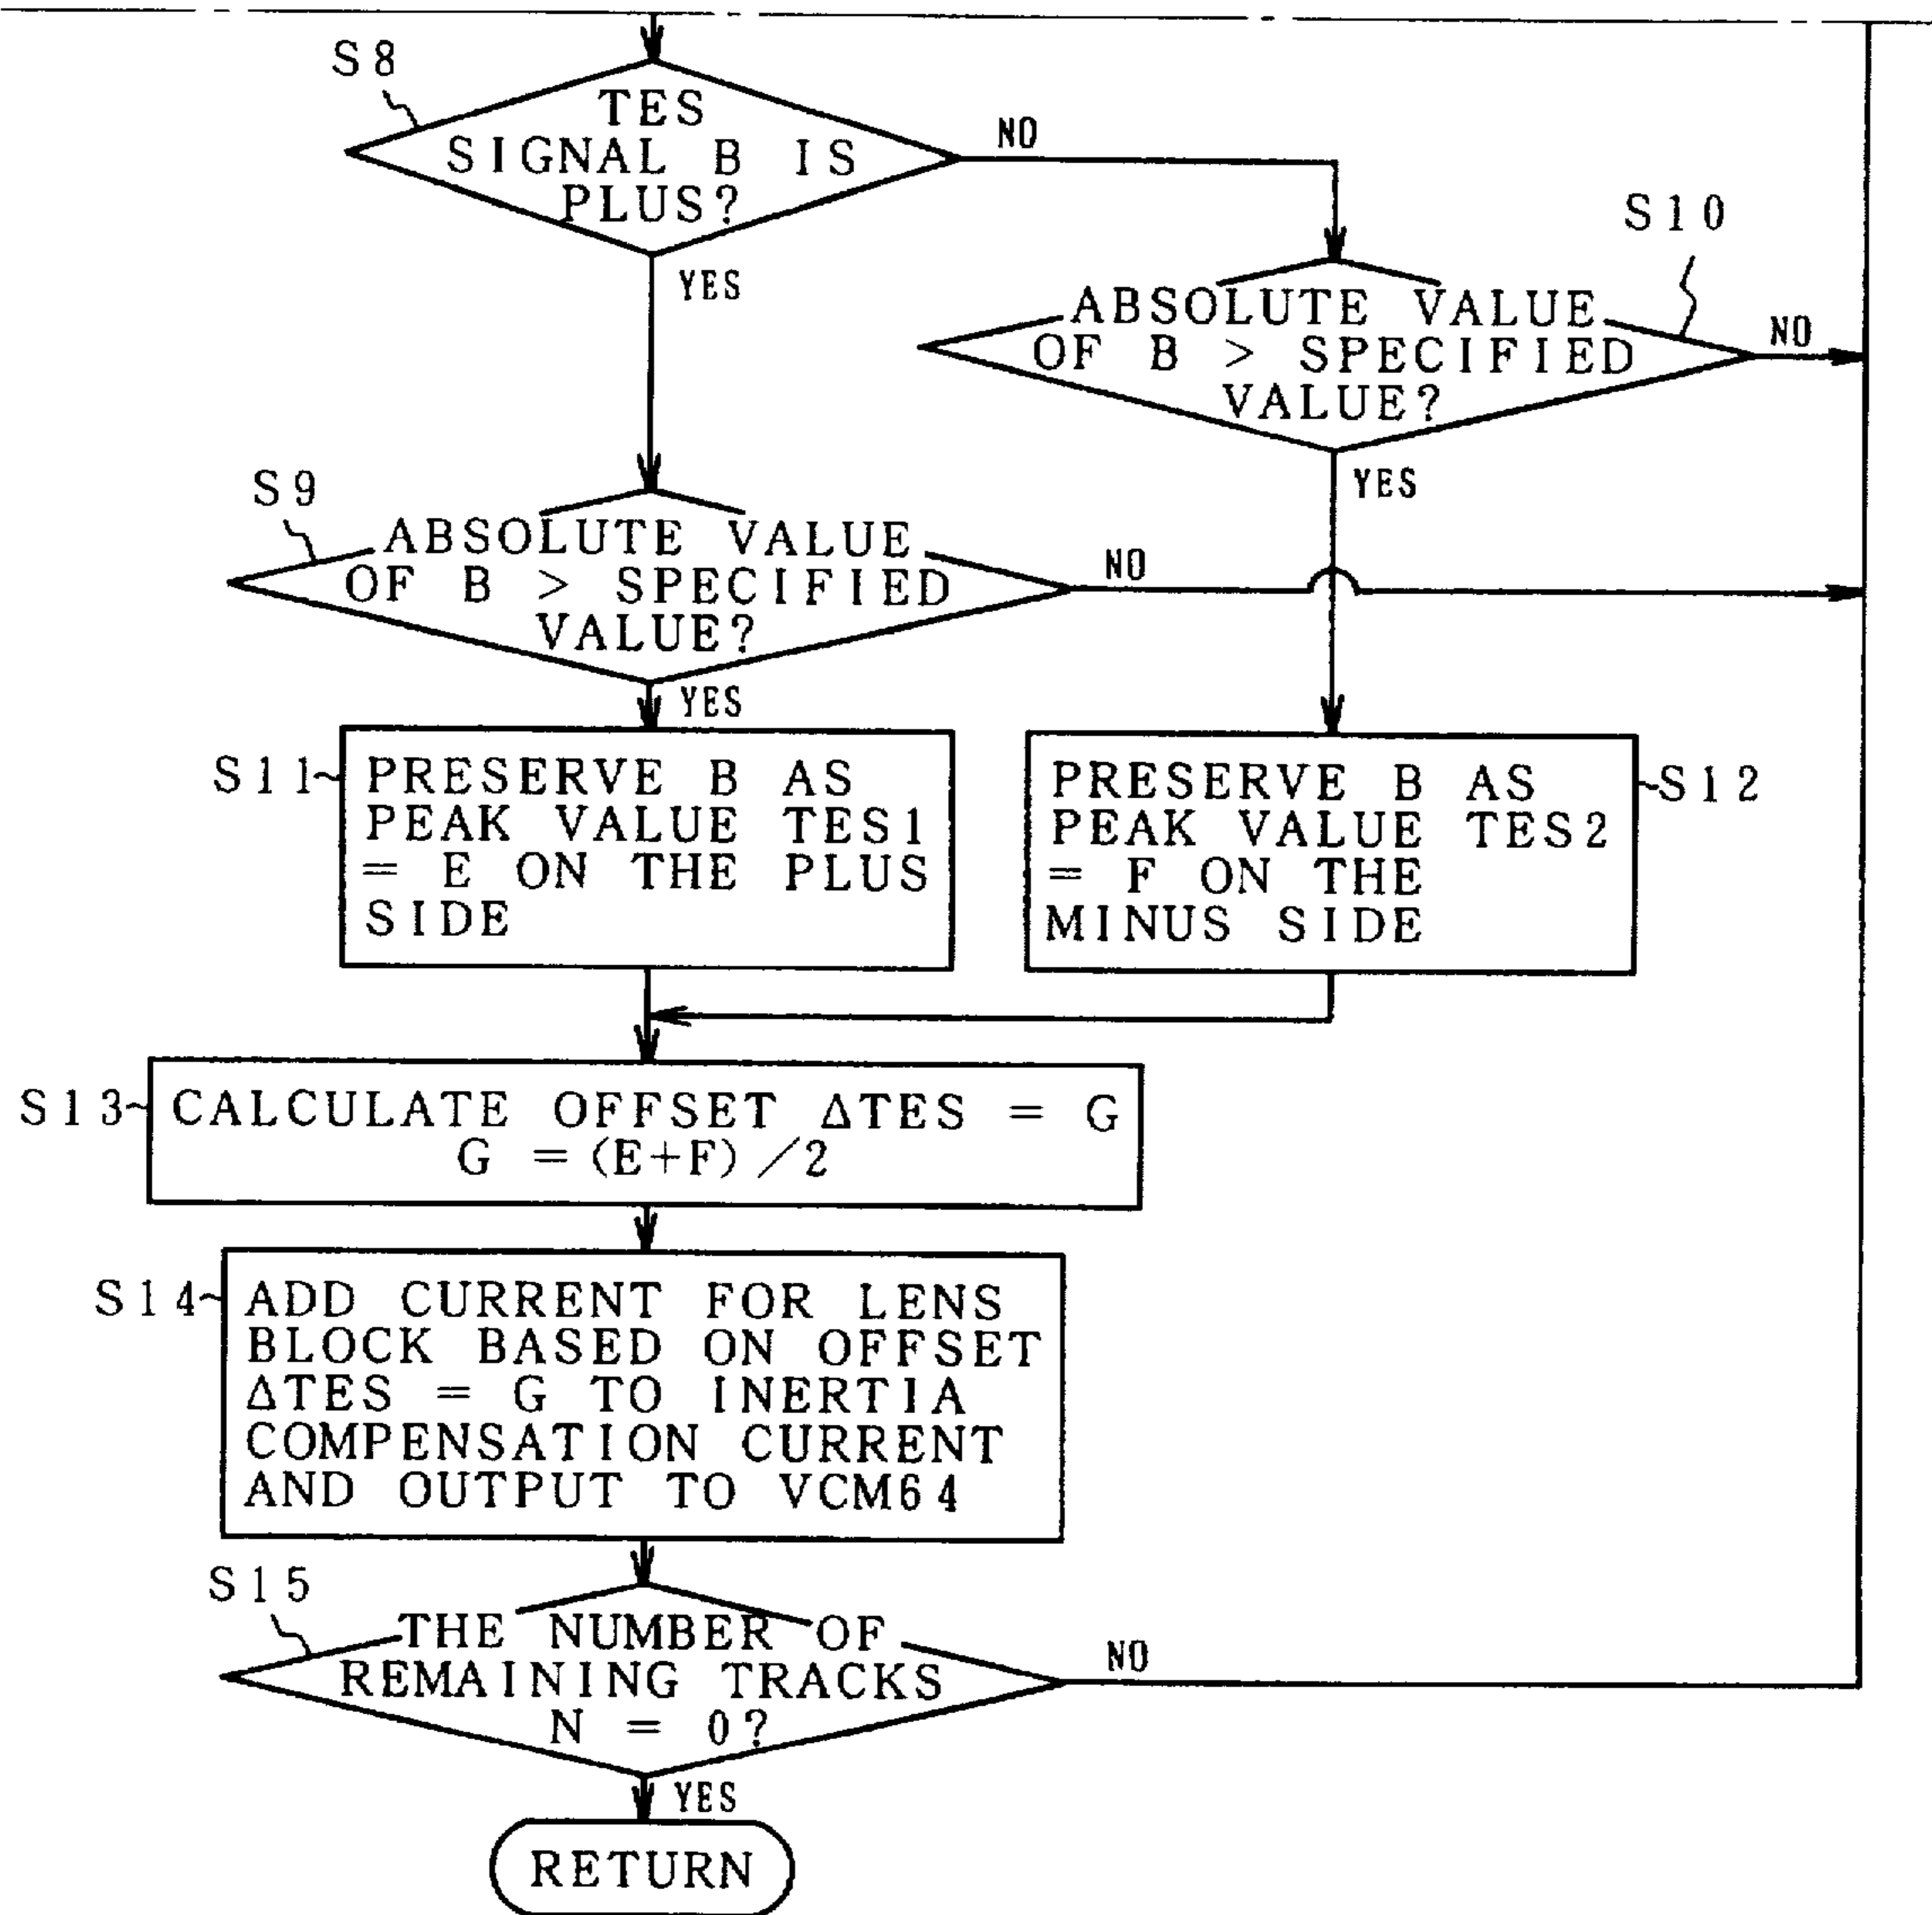 S8
TES
SIGNAL B IS
PLUS?
NO
YES
S10
ABSOLUTE VALUE
OF B > SPECIFIED
VALUE?
NO
YES
S9
ABSOLUTE VALUE
OF B > SPECIFIED
VALUE?
NO
YES
S11
PRESERVE B AS
PEAK VALUE TES1
= E ON THE PLUS
SIDE
S12
PRESERVE B AS
PEAK VALUE TES2
= F ON THE
MINUS SIDE
S13
CALCULATE OFFSET ΔTES = G
G = (E+F)/2
S14
ADD CURRENT FOR LENS
BLOCK BASED ON OFFSET
ΔTES = G TO INERTIA
COMPENSATION CURRENT
AND OUTPUT TO VCM64
S15
THE NUMBER OF
REMAINING TRACKS
N = 0?
NO
YES
RETURN